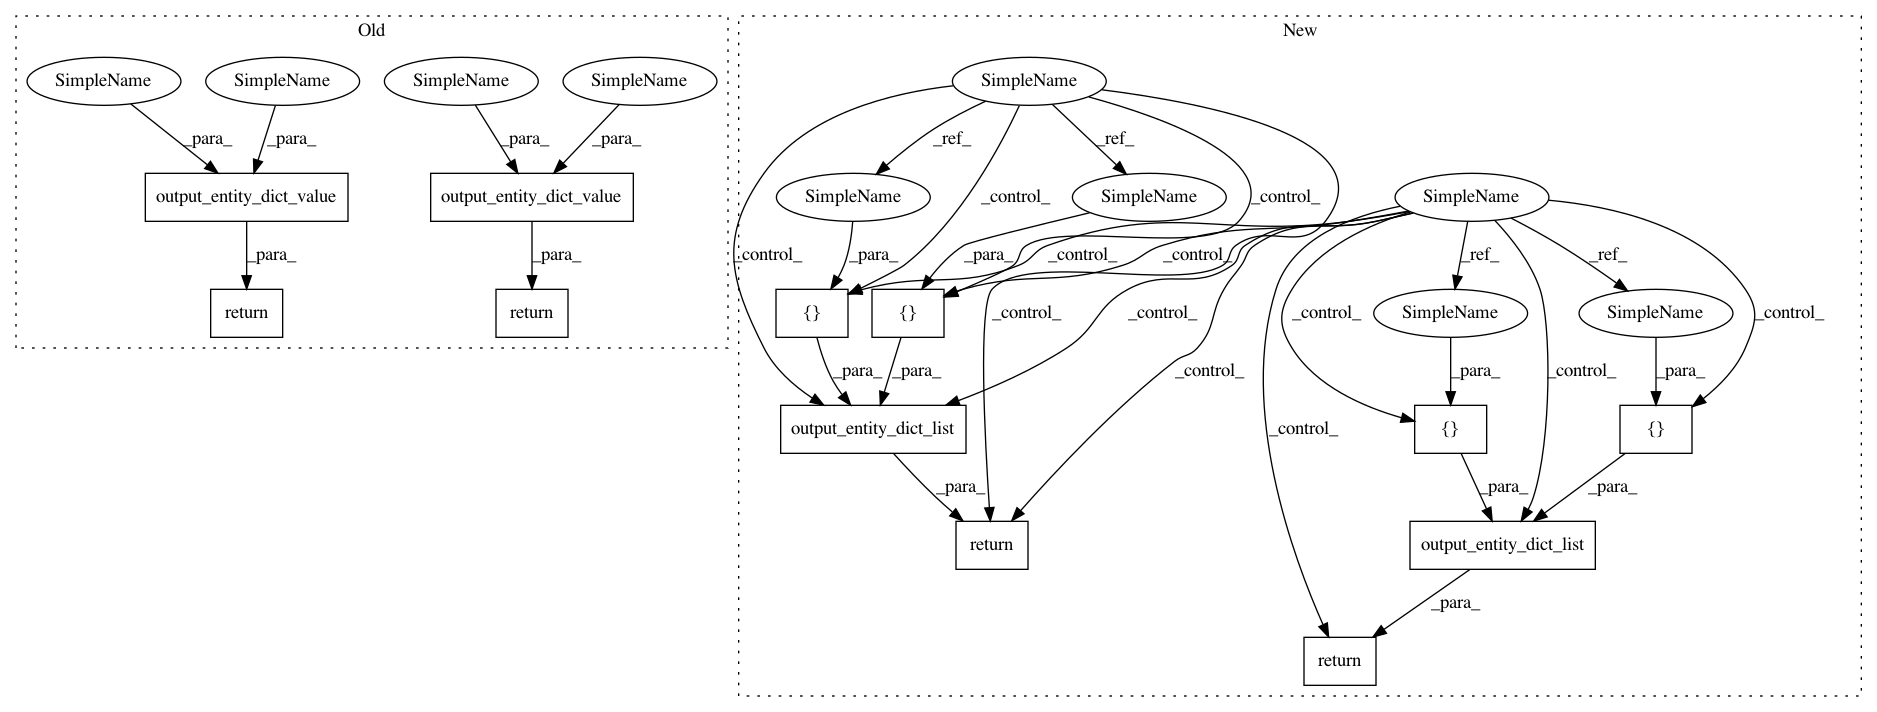 Old
New
SimpleName
SimpleName
SimpleName
SimpleName
SimpleName
_para_
_para_
_para_
_para_
_ref_
_ref_
output_entity_dict_value
output_entity_dict_value
SimpleName
SimpleName
SimpleName
_control_
_control_
_para_
_para_
_control_
_para_
_control_
_para_
_control_
_ref_
_ref_
return
return
{}
{}
_control_
_control_
_control_
SimpleName
SimpleName
_control_
_para_
_para_
_control_
_para_
_control_
_para_
output_entity_dict_list
_control_
{}
{}
_para_
_para_
_para_
return
output_entity_dict_list
_para_
return